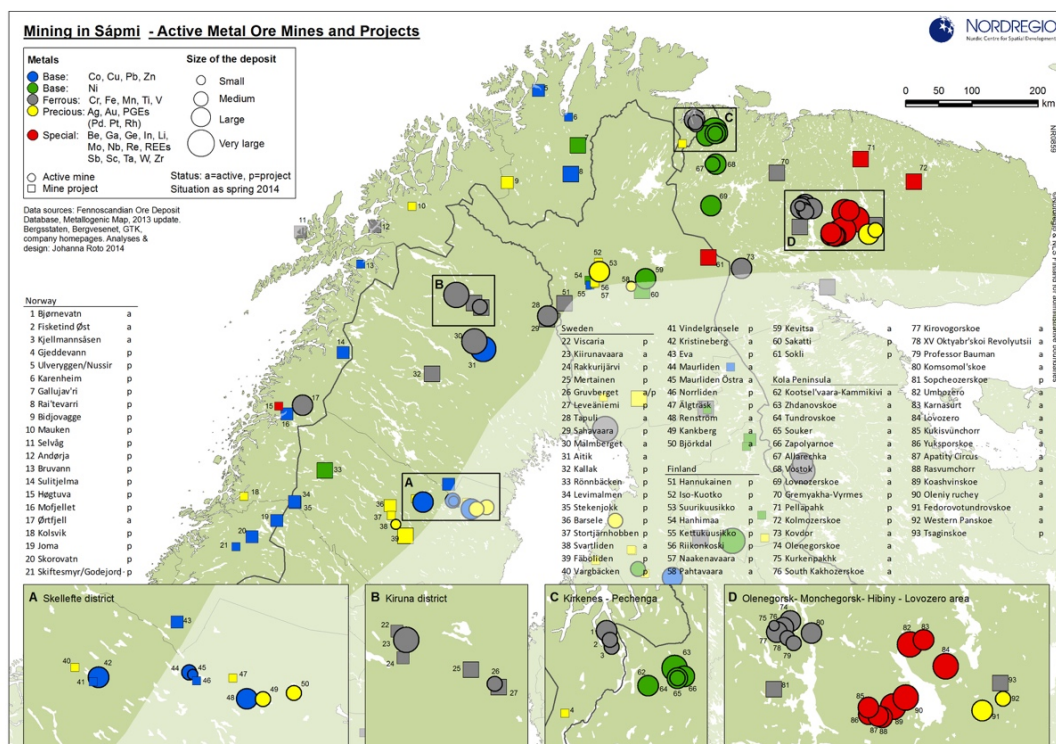 Mining in Sápmi - Active Metal Ore Mines and Projects
NORDREGIO
Nordic Centre for Spatial Development
Metals
Base: Co, Cu, Pb, Zn
Base: Ni
Ferrous: Cr, Fe, Mn, Ti, V
Precious: Ag, Au, PGEs
(Pd, Pt, Rh)
Special: Be, Ga, Ge, In, Li,
Mo, Nb, Re, REEs
Sb, Sc, Ta, W, Zr
Active mine
Mine project
Size of the deposit
Small
Medium
Large
Very large
Status: a=active, p=project
Situation as spring 2014
0 50 100 200
km
NR0859
Data sources: Fennoscandian Ore Deposit
Database, Metallogenic Map, 2013 update.
Bergsstaten, Bergvesenet, GTK,
company homepages. Analyses &
design: Johanna Roto 2014
Norway
1 Bjørnevatn a
2 Fisketind Øst a
3 Kjellmannsåsen a
4 Gjeddevann p
5 Ulveryggen/Nussir p
6 Karenheim p
7 Gallujav'ri p
8 Rai'tevarri p
9 Bidjovagge p
10 Mauken p
11 Selvåg p
12 Andørja p
13 Bruvann p
14 Sulitjelma p
15 Høgtuva p
16 Mofjellet p
17 Ørtfjell a
18 Kolsvik p
19 Joma p
20 Skorovatn p
21 Skiftesmyr/Godejord p
Sweden
22 Viscaria p
23 Kiirunavaara a
24 Rakkurijärvi p
25 Mertainen p
26 Gruvberget a/p
27 Leveäniemi p
28 Tapuli a
29 Sahavaara p
30 Malmberget a
31 Aitik a
32 Kallak p
33 Rönnbäcken p
34 Levimalmen p
35 Stekenjokk p
36 Barsele p
37 Stortjärnhobben p
38 Svartliden a
39 Fäboliden p
40 Vargbäcken p
41 Vindelgransele p
42 Kristineberg a
43 Eva p
44 Maurliden a
45 Maurliden Östra a
46 Norrliden p
47 Älgträsk p
48 Renström a
49 Kankberg a
50 Björkdal a
Finland
51 Hannukainen p
52 Iso-Kuotko p
53 Suurikuusikko a
54 Hanhimaa p
55 Kettukuusikko p
56 Riikonkoski p
57 Naakenavaara p
58 Pahtavaara a
59 Kevitsa a
60 Sakatti p
61 Sokli p
Kola Peninsula
62 Kootsel'vaara-Kammikivi a
63 Zhdanovskoe a
64 Tundrovskoe a
65 Souker a
66 Zapolyarnoe a
67 Allarechka a
68 Vostok a
69 Lovnozerskoe a
70 Gremyakha-Vyrmes p
71 Pellapahk p
72 Kolmozerskoe p
73 Kovdor a
74 Olenegorskoe a
75 Kurkenpakhk a
76 South Kakhozerskoe a
77 Kirovogorskoe a
78 XV Oktyabr'skoi Revolyutsii a
79 Professor Bauman a
80 Komsomol'skoe a
81 Sopcheozerskoe p
82 Umbozero a
83 Karnasurt a
84 Lovozero a
85 Kukisvünchorr a
86 Yuksporskoe a
87 Apatity Circus a
88 Rasvumchorr a
89 Koashvinskoe a
90 Oleniy ruchey a
91 Fedorovotundrovskoe a
92 Western Panskoe a
93 Tsaginskoe p
A Skellefte district
B Kiruna district
C Kirkenes - Pechenga
D Olenegorsk- Monchegorsk- Hibiny - Lovozero area